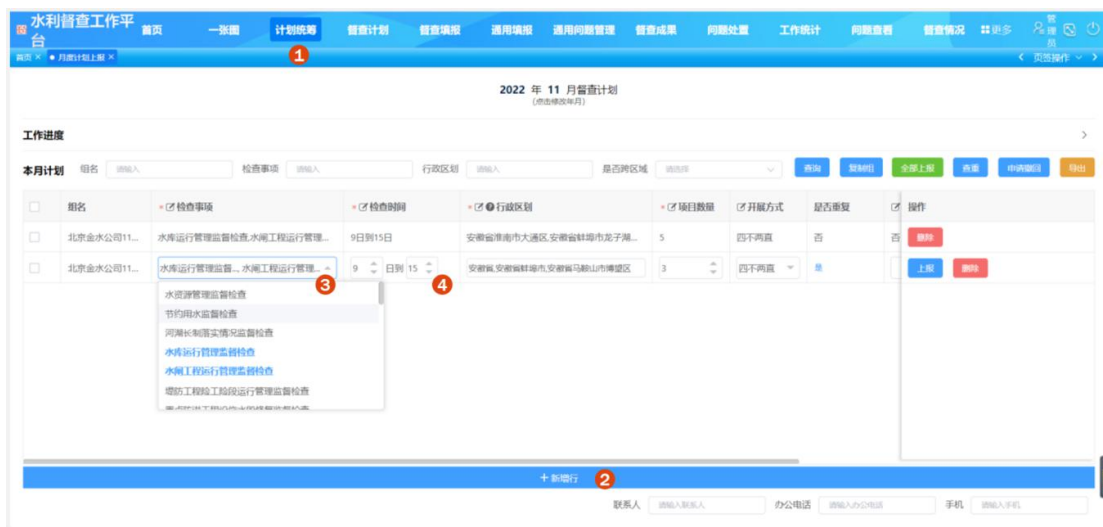 水利督查工作平台 首页 一张图 计划统筹 督查计划 督查填报 通用填报 通用问题管理 督查成果 问题处置 工作统计 问题查看 督查情况 更多 管理员
首页 × 月度计划上报 × 页签操作
1
2022 年 11 月督查计划
(点击修改年月)
工作进度
本月计划 组名 请输入 检查事项 请输入 行政区划 请输入 是否跨区域 请选择 查询 复制组 全部上报 查重 申请撤回 导出
组名 * 检查事项 * 检查时间 * 行政区划 * 项目数量 开展方式 是否重复 操作
北京金水公司11... 水库运行管理监督检查,水闸工程运行管理... 9日到15日 安徽省淮南市大通区,安徽省蚌埠市龙子湖... 5 四不两直 否 否 删除
北京金水公司11... 水库运行管理监督..., 水闸工程运行管理... 9 日到 15 安徽省,安徽省蚌埠市,安徽省马鞍山市博望区 3 四不两直 是 上报 删除
3 4
水资源管理监督检查
节约用水监督检查
河湖长制落实情况监督检查
水库运行管理监督检查
水闸工程运行管理监督检查
堤防工程险工险段运行管理监督检查
+ 新增行 2
联系人 请输入联系人 办公电话 请输入办公电话 手机 请输入手机